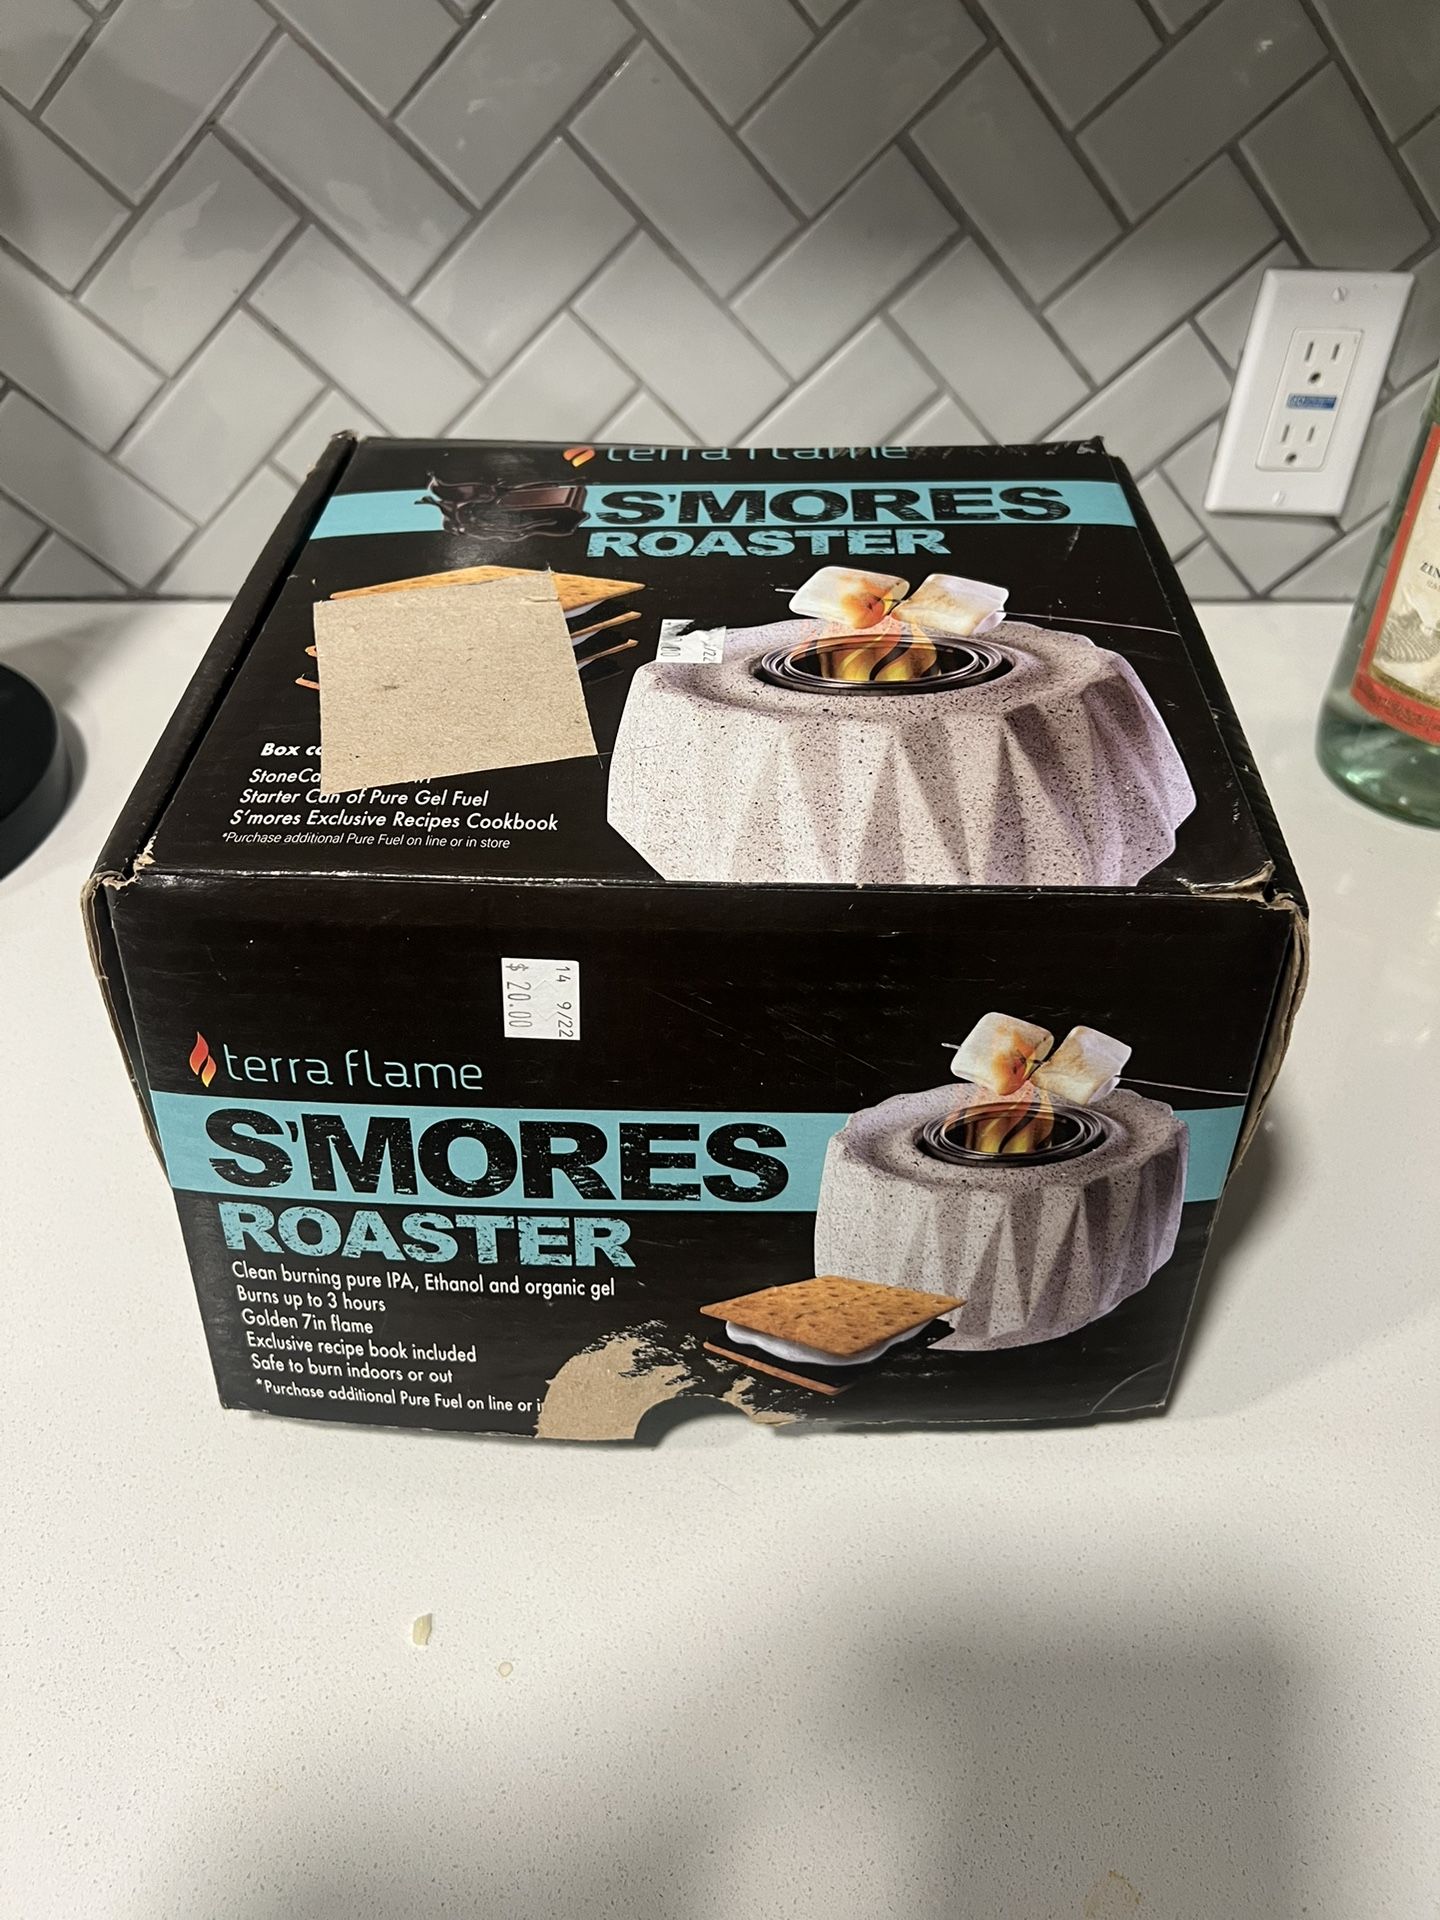 terra flame
S'MORES
ROASTER
Box
Starter Can of Pure Gel Fuel
S'mores Exclusive Recipes Cookbook
*Purchase additional Pure Fuel on line or in store
14 9/22
$ 20.00
terra flame
S'MORES
ROASTER
Clean burning pure IPA, Ethanol and organic gel
Burns up to 3 hours
Golden 7in flame
Exclusive recipe book included
Safe to burn indoors or out
*Purchase additional Pure Fuel on line or